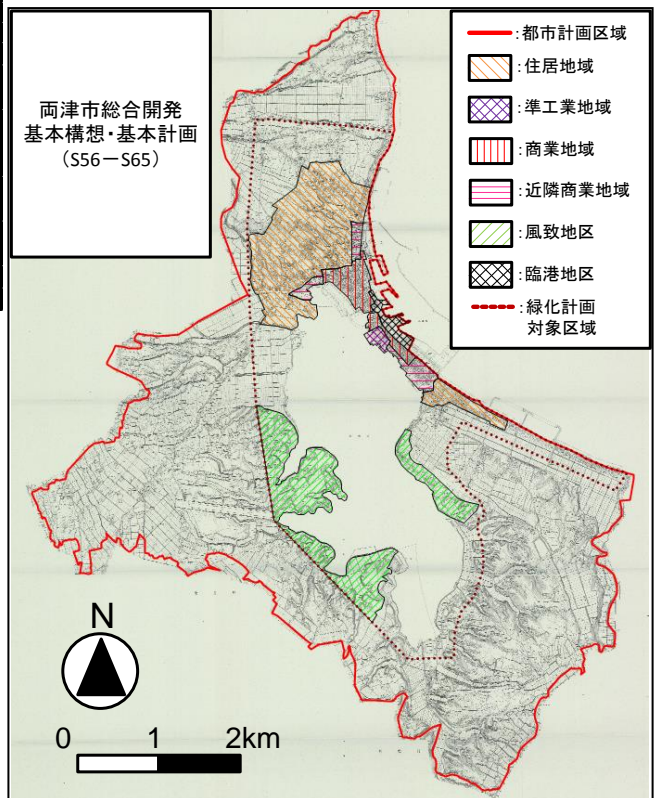 両津市総合開発
基本構想・基本計画
（S56－S65）
：都市計画区域
：住居地域
：準工業地域
：商業地域
：近隣商業地域
：風致地区
：臨港地区
：緑化計画
対象区域
N
0 1 2km